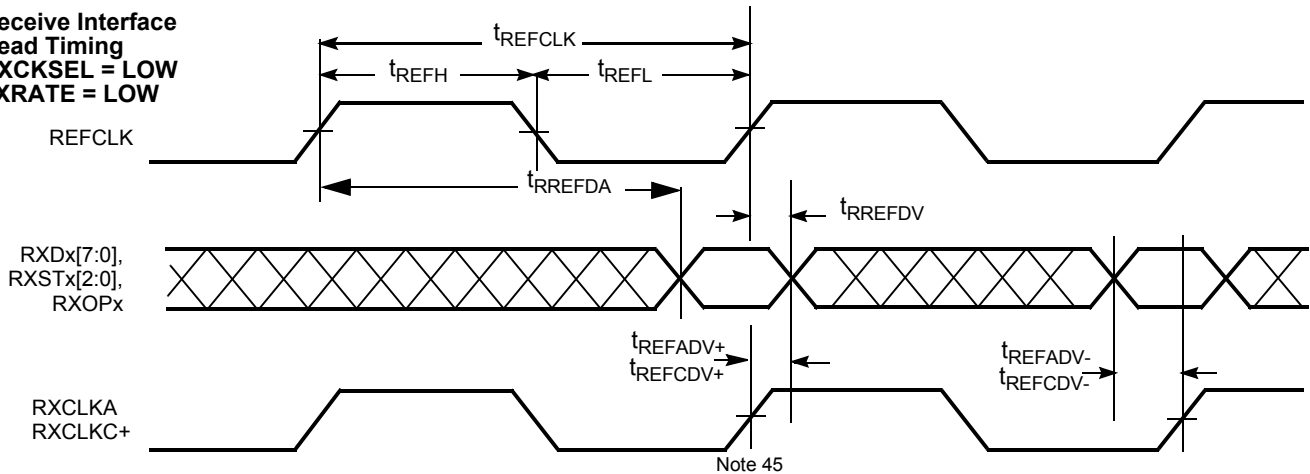 eceive Interface
ead Timing
XCKSEL = LOW
XRATE = LOW
tREFCLK
tREFH
tREFL
REFCLK
tRREFDA
tRREFDV
RXDx[7:0],
RXSTx[2:0],
RXOPx
tREFADV+
tREFCDV+
tREFADV-
tREFCDV-
RXCLKA
RXCLKC+
Note 45